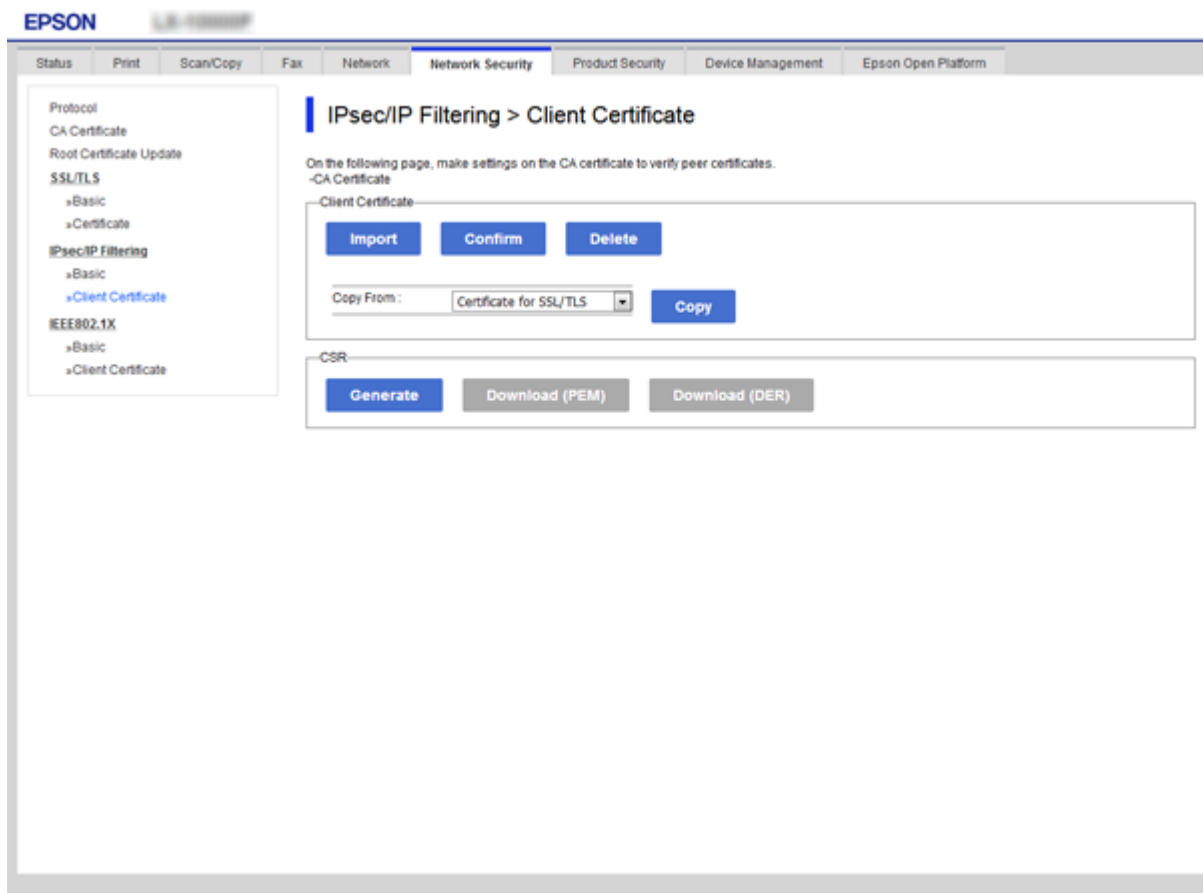 EPSON
Status Print Scan/Copy Fax Network Network Security Product Security Device Management Epson Open Platform
Protocol
CA Certificate
Root Certificate Update
SSL/TLS
»Basic
»Certificate
IPsec/IP Filtering
»Basic
»Client Certificate
IEEE802.1X
»Basic
»Client Certificate
IPsec/IP Filtering > Client Certificate
On the following page, make settings on the CA certificate to verify peer certificates.
-CA Certificate
Client Certificate
Import Confirm Delete
Copy From : Certificate for SSL/TLS Copy
CSR
Generate Download (PEM) Download (DER)